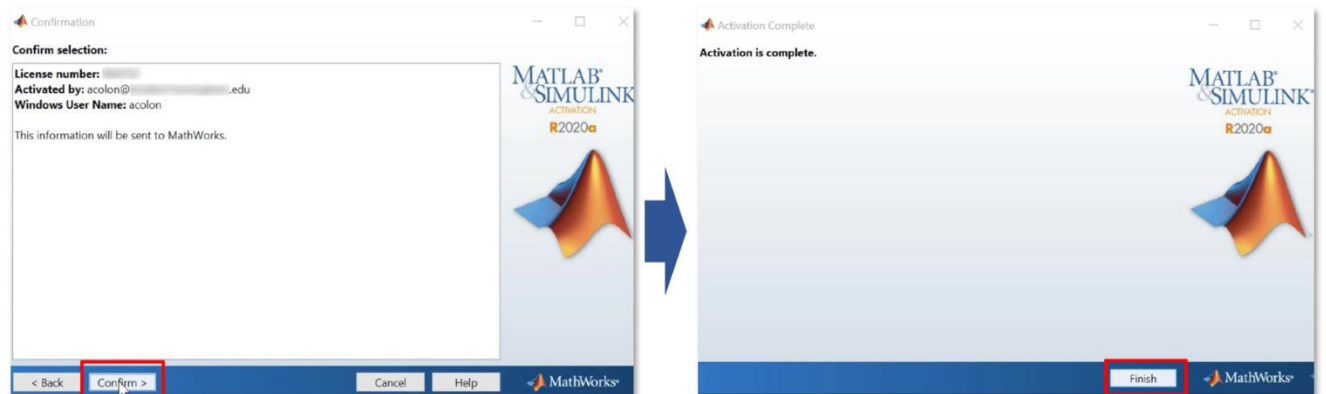 Confirmation
Confirm selection:
License number:
Activated by: acolon@ .edu
Windows User Name: acolon
This information will be sent to MathWorks.
MATLAB®
&SIMULINK
ACTIVATION
R2020a
< Back
Confirm >
Cancel
Help
MathWorks®
Activation Complete
Activation is complete.
MATLAB®
&SIMULINK®
ACTIVATION
R2020a
Finish
MathWorks®